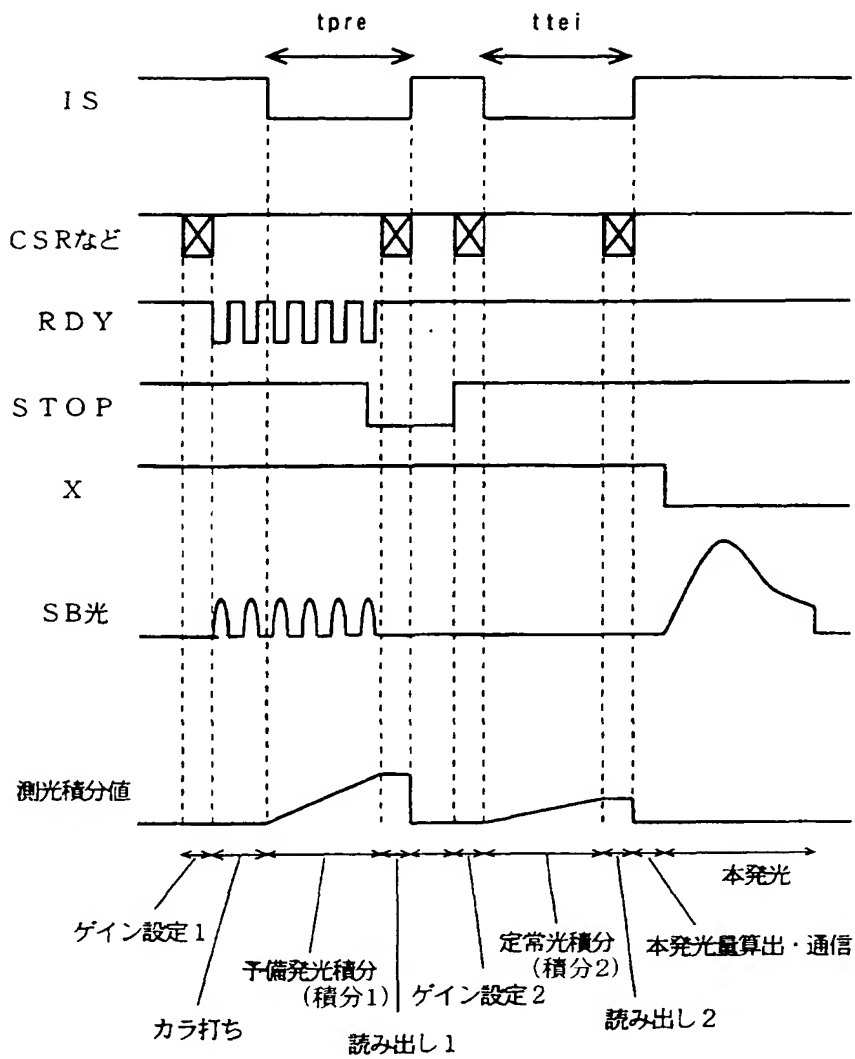 tpre
ttei
IS
CSRなど
RDY
STOP
X
SB光
測光積分値
本発光
ゲイン設定1
定常光積分
(積分2)
本発光量算出・通信
予備発光積分
(積分1)
ゲイン設定2
カラ打ち
読み出し2
読み出し1